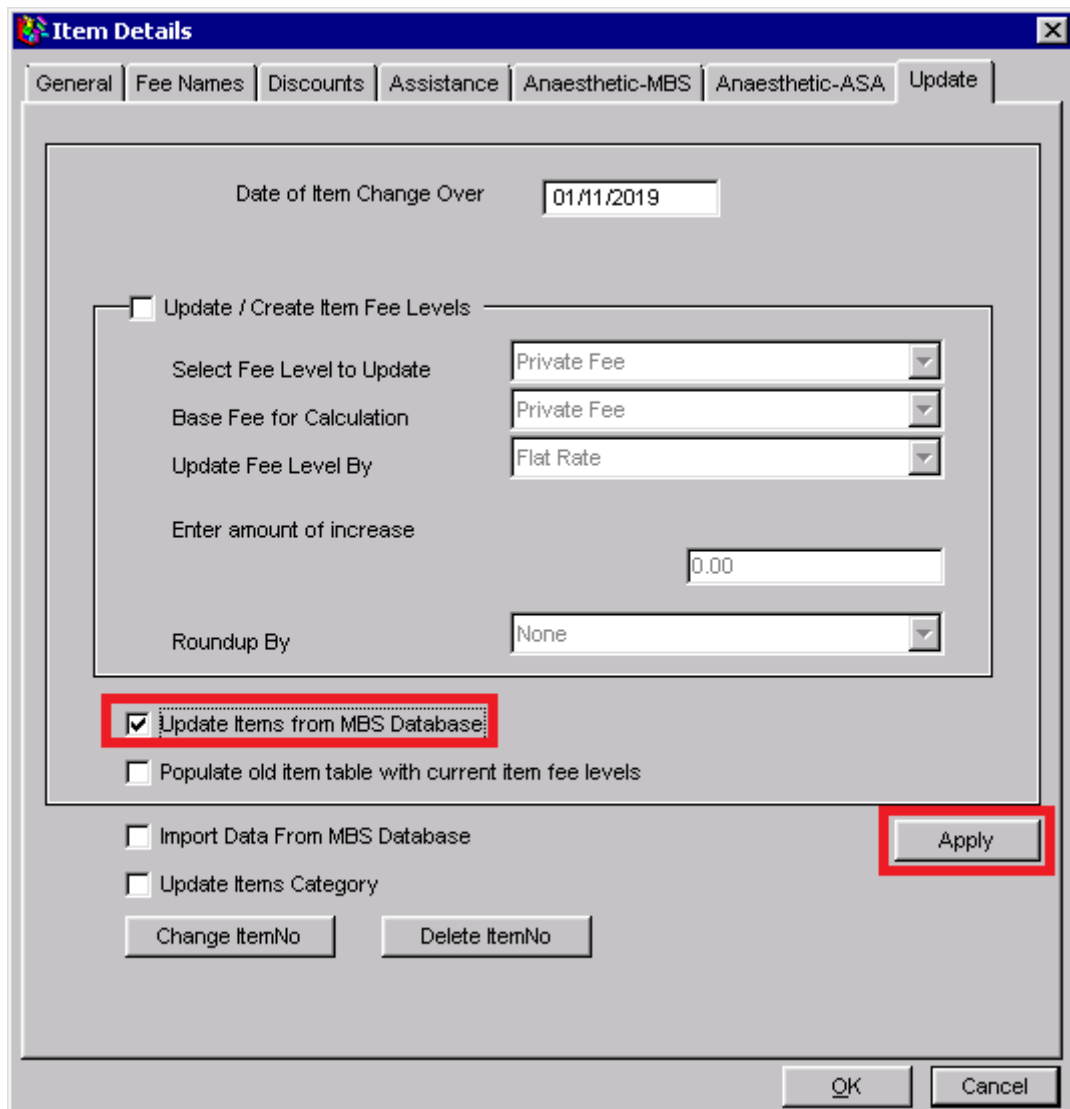 Item Details
General Fee Names Discounts Assistance Anaesthetic-MBS Anaesthetic-ASA Update
Date of Item Change Over 01/11/2019
Update / Create Item Fee Levels
Select Fee Level to Update Private Fee
Base Fee for Calculation Private Fee
Update Fee Level By Flat Rate
Enter amount of increase
0.00
Roundup By None
Update Items from MBS Database
Populate old item table with current item fee levels
Import Data From MBS Database
Apply
Update Items Category
Change ItemNo Delete ItemNo
OK Cancel